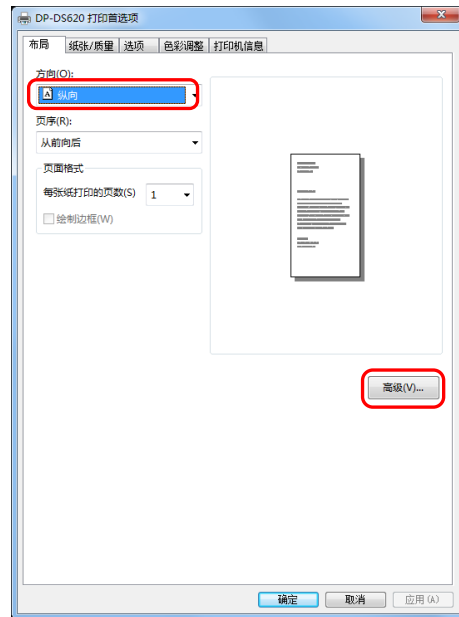 DP-DS620 打印首选项
布局 纸张/质量 选项 色彩调整 打印机信息
方向(O):
纵向
页序(R):
从前向后
页面格式
每张纸打印的页数(S) 1
绘制边框(W)
高级(V)...
确定 取消 应用(A)